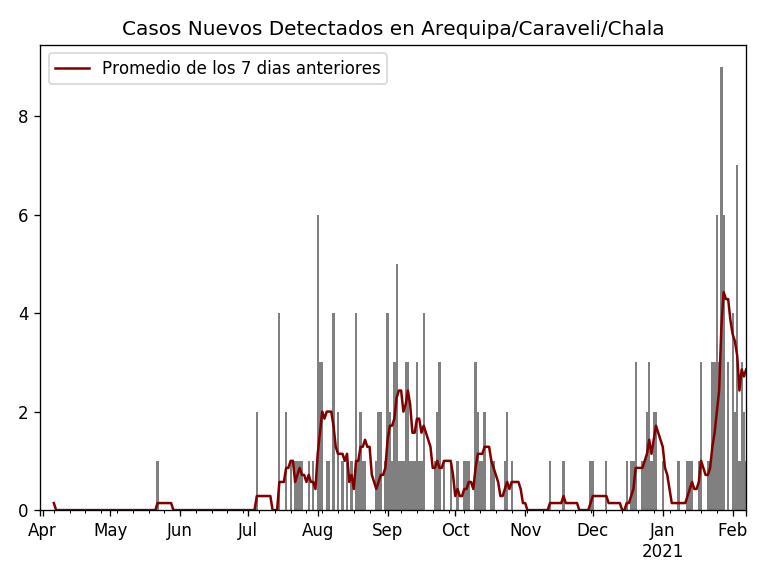 Casos Nuevos Detectados en Arequipa/Caraveli/Chala
Promedio de los 7 dias anteriores
8
6
4
2
0
Apr May Jun Jul Aug Sep Oct Nov Dec Jan Feb
2021